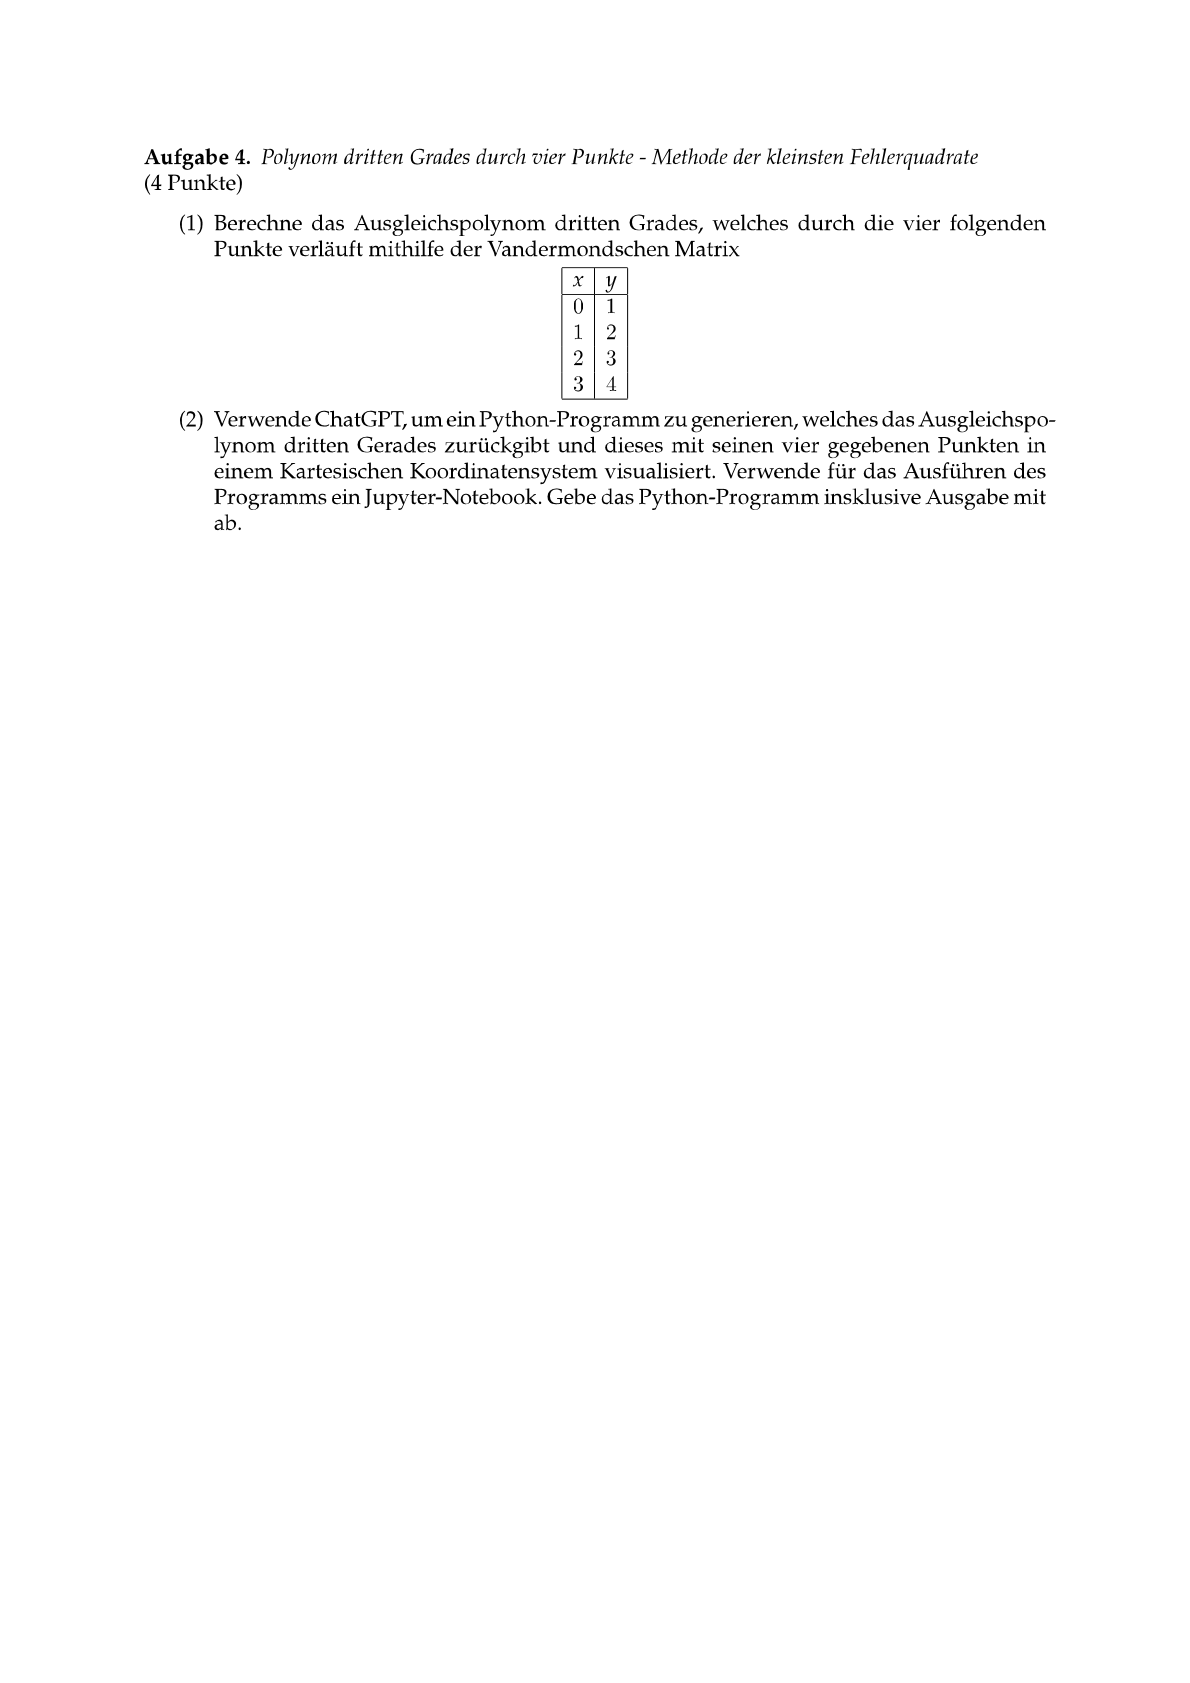 Aufgabe 4. Polynom dritten Grades durch vier Punkte - Methode der kleinsten Fehlerquadrate
(4 Punkte)
(1) Berechne das Ausgleichspolynom dritten Grades, welches durch die vier folgenden
Punkte verläuft mithilfe der Vandermondschen Matrix
x y
0 1
1 2
2 3
3 4
(2) Verwende ChatGPT, um ein Python-Programm zu generieren, welches das Ausgleichspo-
lynom dritten Gerades zurückgibt und dieses mit seinen vier gegebenen Punkten in
einem Kartesischen Koordinatensystem visualisiert. Verwende für das Ausführen des
Programms ein Jupyter-Notebook. Gebe das Python-Programm insklusive Ausgabe mit
ab.